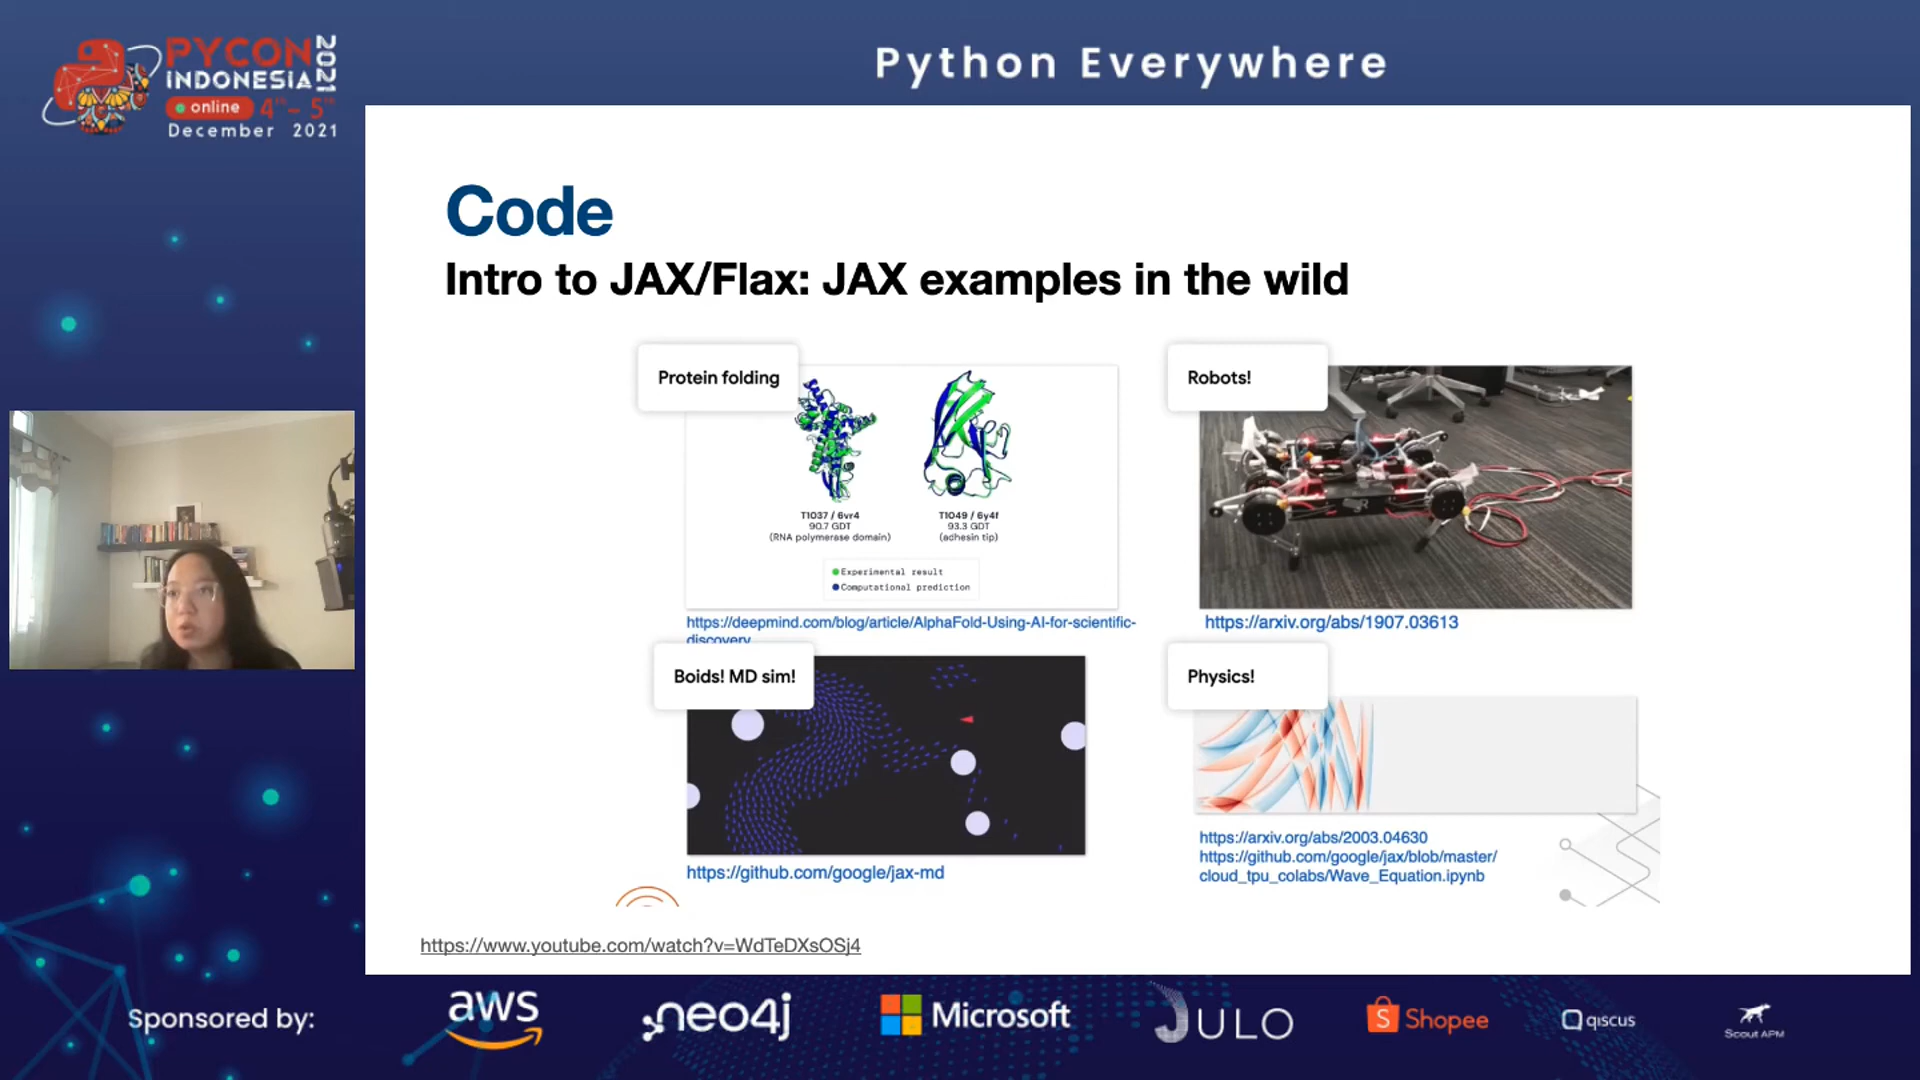 PYCON
INDONESIA
2021
online 4th - 5th
December 2021
Python Everywhere
Code
Intro to JAX/Flax: JAX examples in the wild
Protein folding
T1037 / 6vr4
90.7 GDT
(RNA polymerase domain)
T1049 / 6y4f
93.3 GDT
(adhesin tip)
Experimental result
Computational prediction
https://deepmind.com/blog/article/AlphaFold-Using-AI-for-scientific-
discovery
Robots!
https://arxiv.org/abs/1907.03613
Boids! MD sim!
https://github.com/google/jax-md
Physics!
https://arxiv.org/abs/2003.04630
https://github.com/google/jax/blob/master/
cloud_tpu_colabs/Wave_Equation.ipynb
https://www.youtube.com/watch?v=WdTeDXsOSj4
Sponsored by:
aws
neo4j
Microsoft
JULO
Shopee
qiscus
Scout APM